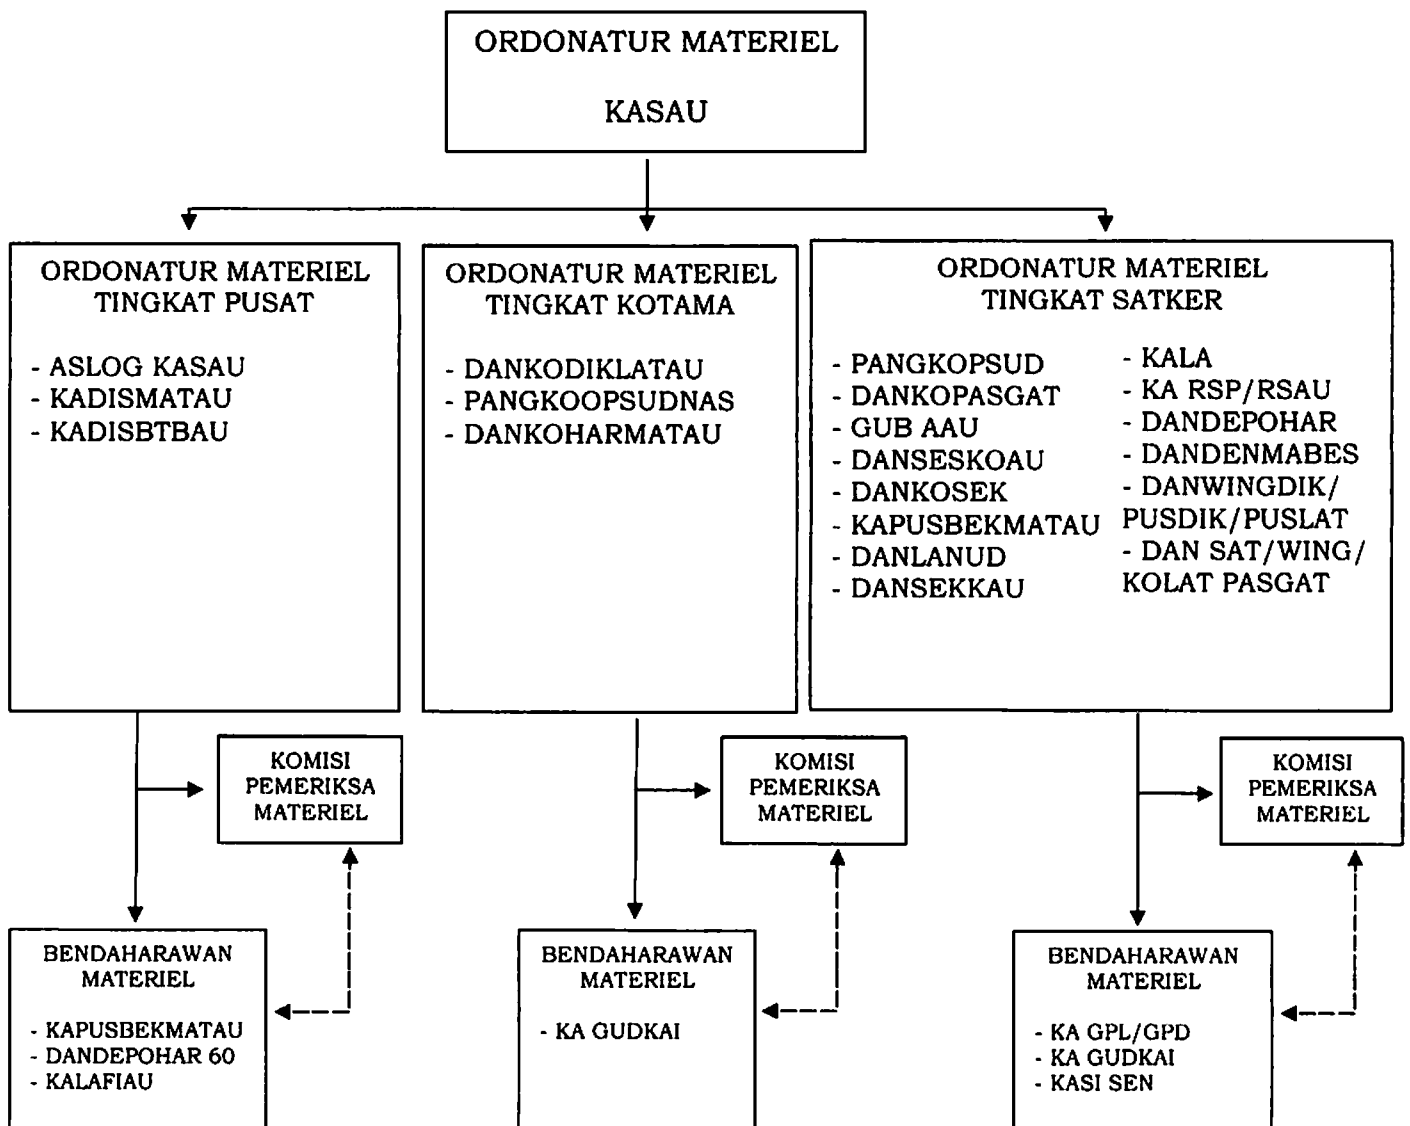 ORDONATUR MATERIEL
KASAU
ORDONATUR MATERIEL
TINGKAT PUSAT
- ASLOG KASAU
- KADISMATAU
- KADISBTBAU
ORDONATUR MATERIEL
TINGKAT KOTAMA
- DANKODIKLATAU
- PANGKOOPSUDNAS
- DANKOHARMATAU
ORDONATUR MATERIEL
TINGKAT SATKER
- PANGKOPSUD
- DANKOPASGAT
- GUB AAU
- DANSESKOAU
- DANKOSEK
- KAPUSBEKMATAU
- DANLANUD
- DANSEKKAU
- KALA
- KA RSP/RSAU
- DANDEPOHAR
- DANDENMABES
- DANWINGDIK/
PUSDIK/PUSLAT
- DAN SAT/WING/
KOLAT PASGAT
KOMISI
PEMERIKSA
MATERIEL
KOMISI
PEMERIKSA
MATERIEL
KOMISI
PEMERIKSA
MATERIEL
BENDAHARAWAN
MATERIEL
- KAPUSBEKMATAU
- DANDEPOHAR 60
- KALAFIAU
BENDAHARAWAN
MATERIEL
- KA GUDKAI
BENDAHARAWAN
MATERIEL
- KA GPL/GPD
- KA GUDKAI
- KASI SEN